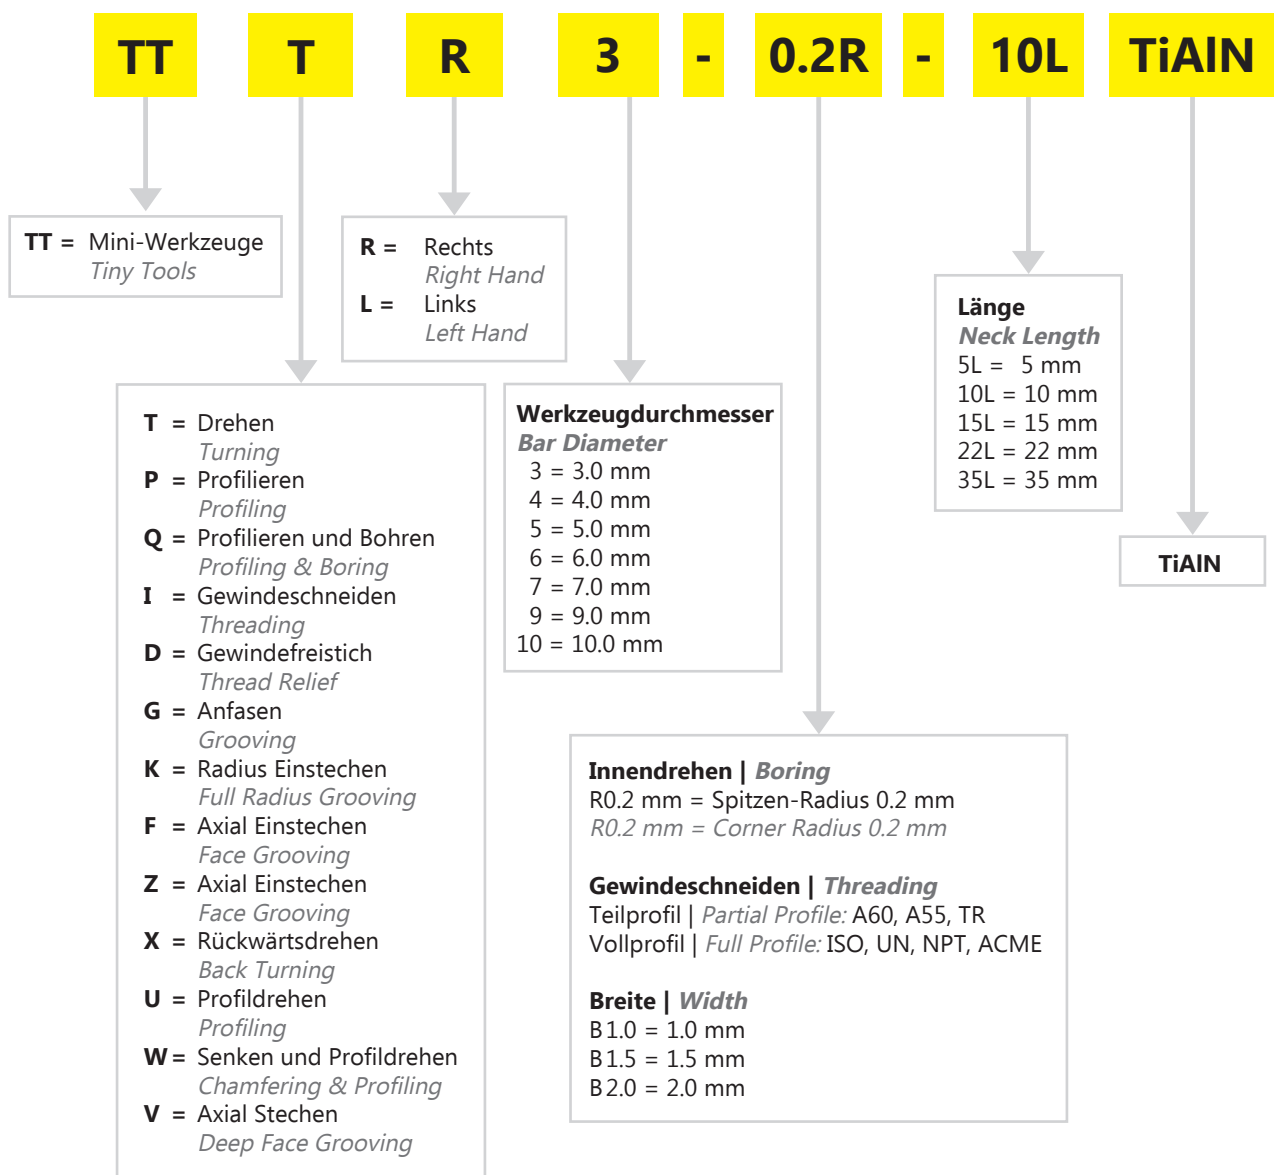 TT T R 3 - 0.2R - 10L TiAlN
TT = Mini-Werkzeuge
Tiny Tools
R = Rechts
Right Hand
L = Links
Left Hand
Länge
Neck Length
5L = 5 mm
10L = 10 mm
15L = 15 mm
22L = 22 mm
35L = 35 mm
T = Drehen
Turning
P = Profilieren
Profiling
Q = Profilieren und Bohren
Profiling & Boring
I = Gewindeschneiden
Threading
D = Gewindefreistich
Thread Relief
G = Anfasen
Grooving
K = Radius Einstechen
Full Radius Grooving
F = Axial Einstechen
Face Grooving
Z = Axial Einstechen
Face Grooving
X = Rückwärtsdrehen
Back Turning
U = Profildrehen
Profiling
W = Senken und Profildrehen
Chamfering & Profiling
V = Axial Stechen
Deep Face Grooving
Werkzeugdurchmesser
Bar Diameter
3 = 3.0 mm
4 = 4.0 mm
5 = 5.0 mm
6 = 6.0 mm
7 = 7.0 mm
9 = 9.0 mm
10 = 10.0 mm
TiAlN
Innendrehen | Boring
R0.2 mm = Spitzen-Radius 0.2 mm
R0.2 mm = Corner Radius 0.2 mm
Gewindeschneiden | Threading
Teilprofil | Partial Profile: A60, A55, TR
Vollprofil | Full Profile: ISO, UN, NPT, ACME
Breite | Width
B1.0 = 1.0 mm
B1.5 = 1.5 mm
B2.0 = 2.0 mm